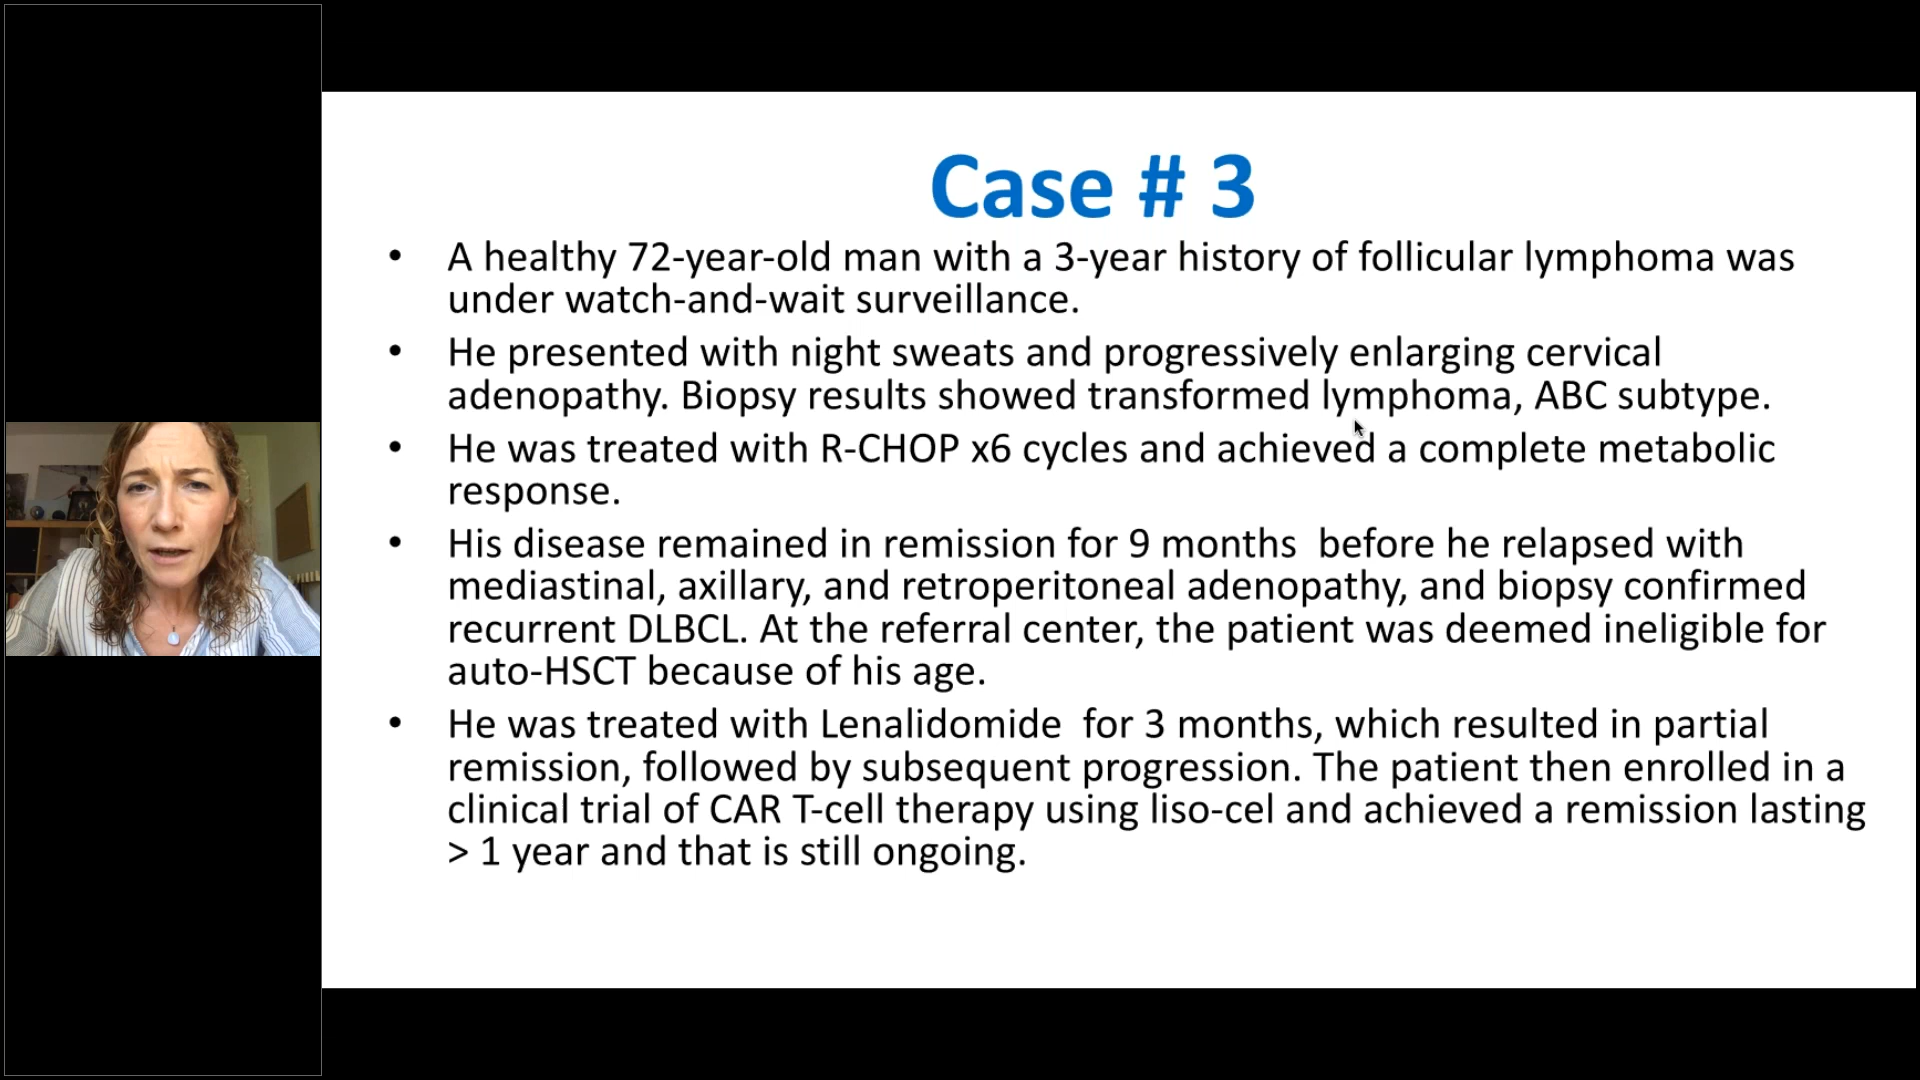 Case # 3
• A healthy 72-year-old man with a 3-year history of follicular lymphoma was
under watch-and-wait surveillance.
• He presented with night sweats and progressively enlarging cervical
adenopathy. Biopsy results showed transformed lymphoma, ABC subtype.
• He was treated with R-CHOP x6 cycles and achieved a complete metabolic
response.
• His disease remained in remission for 9 months  before he relapsed with
mediastinal, axillary, and retroperitoneal adenopathy, and biopsy confirmed
recurrent DLBCL. At the referral center, the patient was deemed ineligible for
auto-HSCT because of his age.
• He was treated with Lenalidomide  for 3 months, which resulted in partial
remission, followed by subsequent progression. The patient then enrolled in a
clinical trial of CAR T-cell therapy using liso-cel and achieved a remission lasting
> 1 year and that is still ongoing.